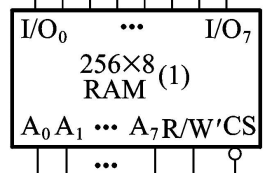 I/O₀ ··· I/O₇
256×8 (1)
RAM
A₀ A₁ ··· A₇ R/W′ CS
···